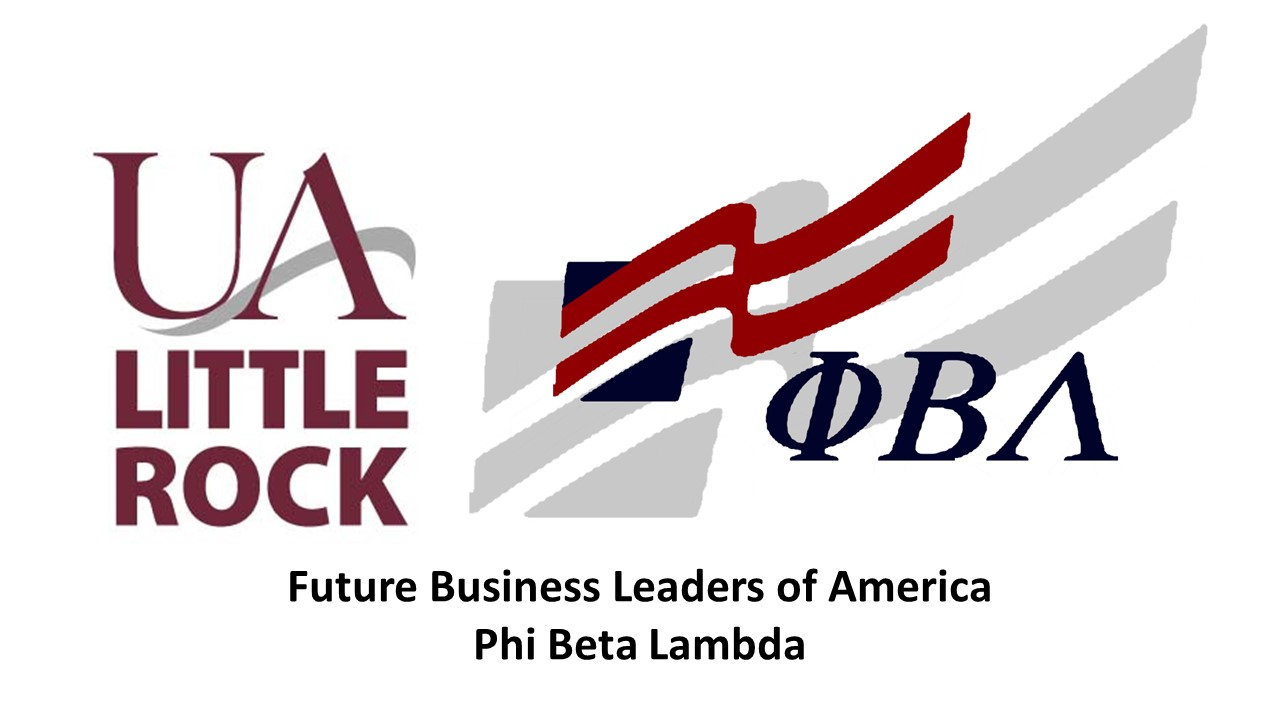 UA
LITTLE
ROCK
ΦΒΛ
Future Business Leaders of America
Phi Beta Lambda